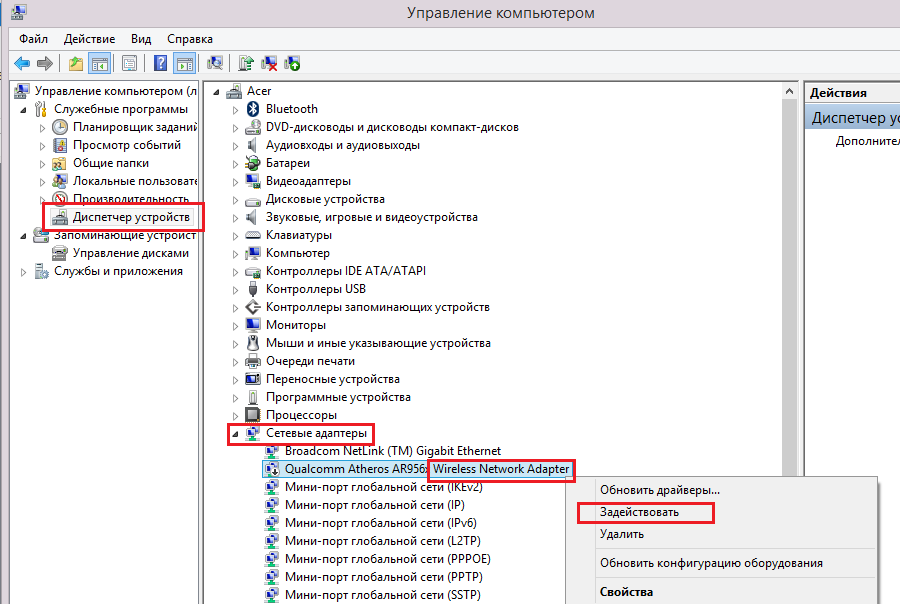 Управление компьютером
Файл Действие Вид Справка
Управление компьютером (л
Служебные программы
Планировщик заданий
Просмотр событий
Общие папки
Локальные пользовате
Производительность
Диспетчер устройств
Запоминающие устройст
Управление дисками
Службы и приложения
Acer
Bluetooth
DVD-дисководы и дисководы компакт-дисков
Аудиовходы и аудиовыходы
Батареи
Видеоадаптеры
Дисковые устройства
Звуковые, игровые и видеоустройства
Клавиатуры
Компьютер
Контроллеры IDE ATA/ATAPI
Контроллеры USB
Контроллеры запоминающих устройств
Мониторы
Мыши и иные указывающие устройства
Очереди печати
Переносные устройства
Программные устройства
Процессоры
Сетевые адаптеры
Broadcom NetLink (TM) Gigabit Ethernet
Qualcomm Atheros AR956x Wireless Network Adapter
Мини-порт глобальной сети (IKEv2)
Мини-порт глобальной сети (IP)
Мини-порт глобальной сети (IPv6)
Мини-порт глобальной сети (L2TP)
Мини-порт глобальной сети (PPPOE)
Мини-порт глобальной сети (PPTP)
Мини-порт глобальной сети (SSTP)
Обновить драйверы...
Задействовать
Удалить
Обновить конфигурацию оборудования
Свойства
Действия
Диспетчер ус
Дополнител